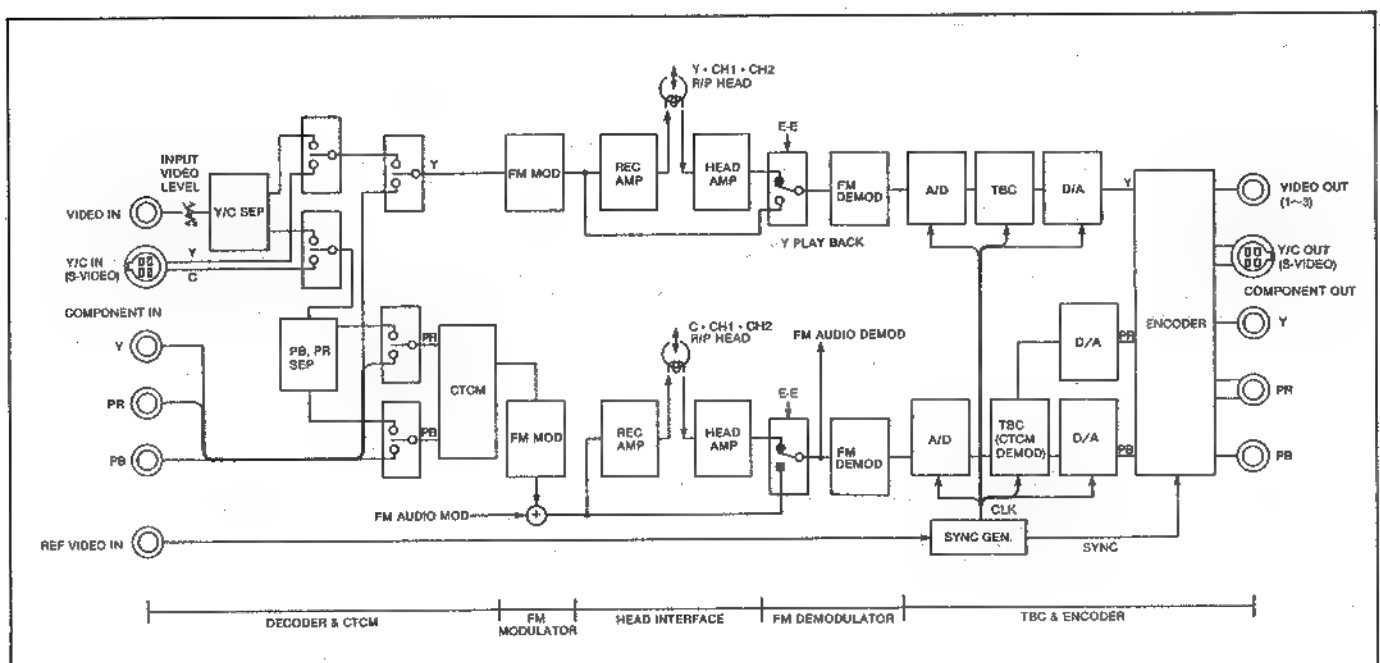 Y • CH1 • CH2
R/P HEAD
E-E
INPUT
VIDEO
LEVEL
VIDEO IN
Y/C SEP
Y
FM MOD
REC
AMP
HEAD
AMP
FM
DEMOD
A/D
TBC
D/A
Y
VIDEO OUT
(1~3)
Y PLAY BACK
Y/C IN
(S-VIDEO)
Y
C
Y/C OUT
(S-VIDEO)
COMPONENT IN
COMPONENT OUT
Y
PB, PR
SEP
PR
CTCM
C • CH1 • CH2
R/P HEAD
FM AUDIO DEMOD
D/A
PR
ENCODER
Y
PR
E-E
PR
PB
PB
FM MOD
REC
AMP
HEAD
AMP
FM
DEMOD
A/D
TBC
(CTCM
DEMOD)
D/A
PB
PB
FM AUDIO MOD
+
CLK
REF VIDEO IN
SYNC GEN.
SYNC
DECODER & CTCM
FM
MODULATOR
HEAD INTERFACE
FM DEMODULATOR
TBC & ENCODER